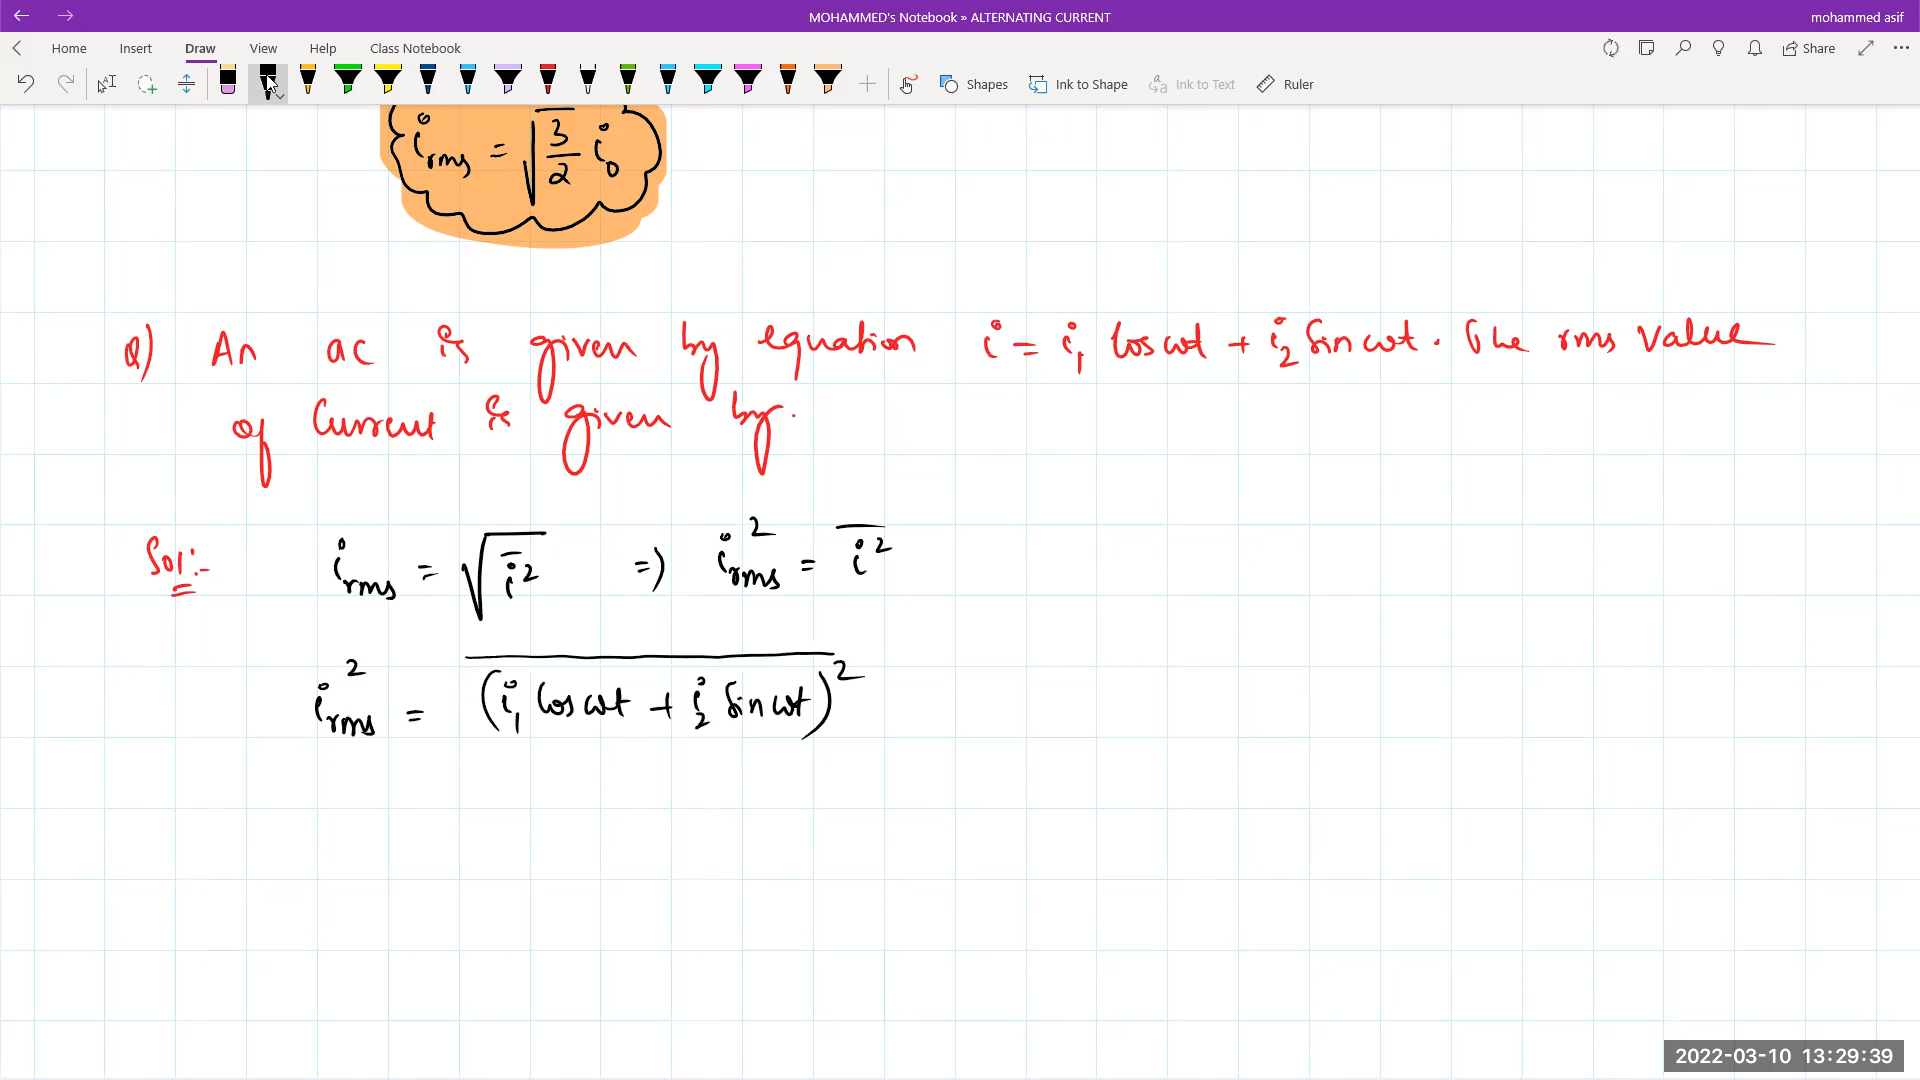 MOHAMMED's Notebook » ALTERNATING CURRENT
mohammed asif
Home Insert Draw View Help Class Notebook
Share
Shapes Ink to Shape Ink to Text Ruler
i_rms = √(3/2) i_0
Q) An ac is given by equation i = i_1 Cos ωt + i_2 Sin ωt. The rms Value
of Current is given by.
Sol:- i_rms = √(i̅²) => i_rms² = i̅²
i_rms² = \overline{(i_1 Cos ωt + i_2 Sin ωt)²}
2022-03-10 13:29:39